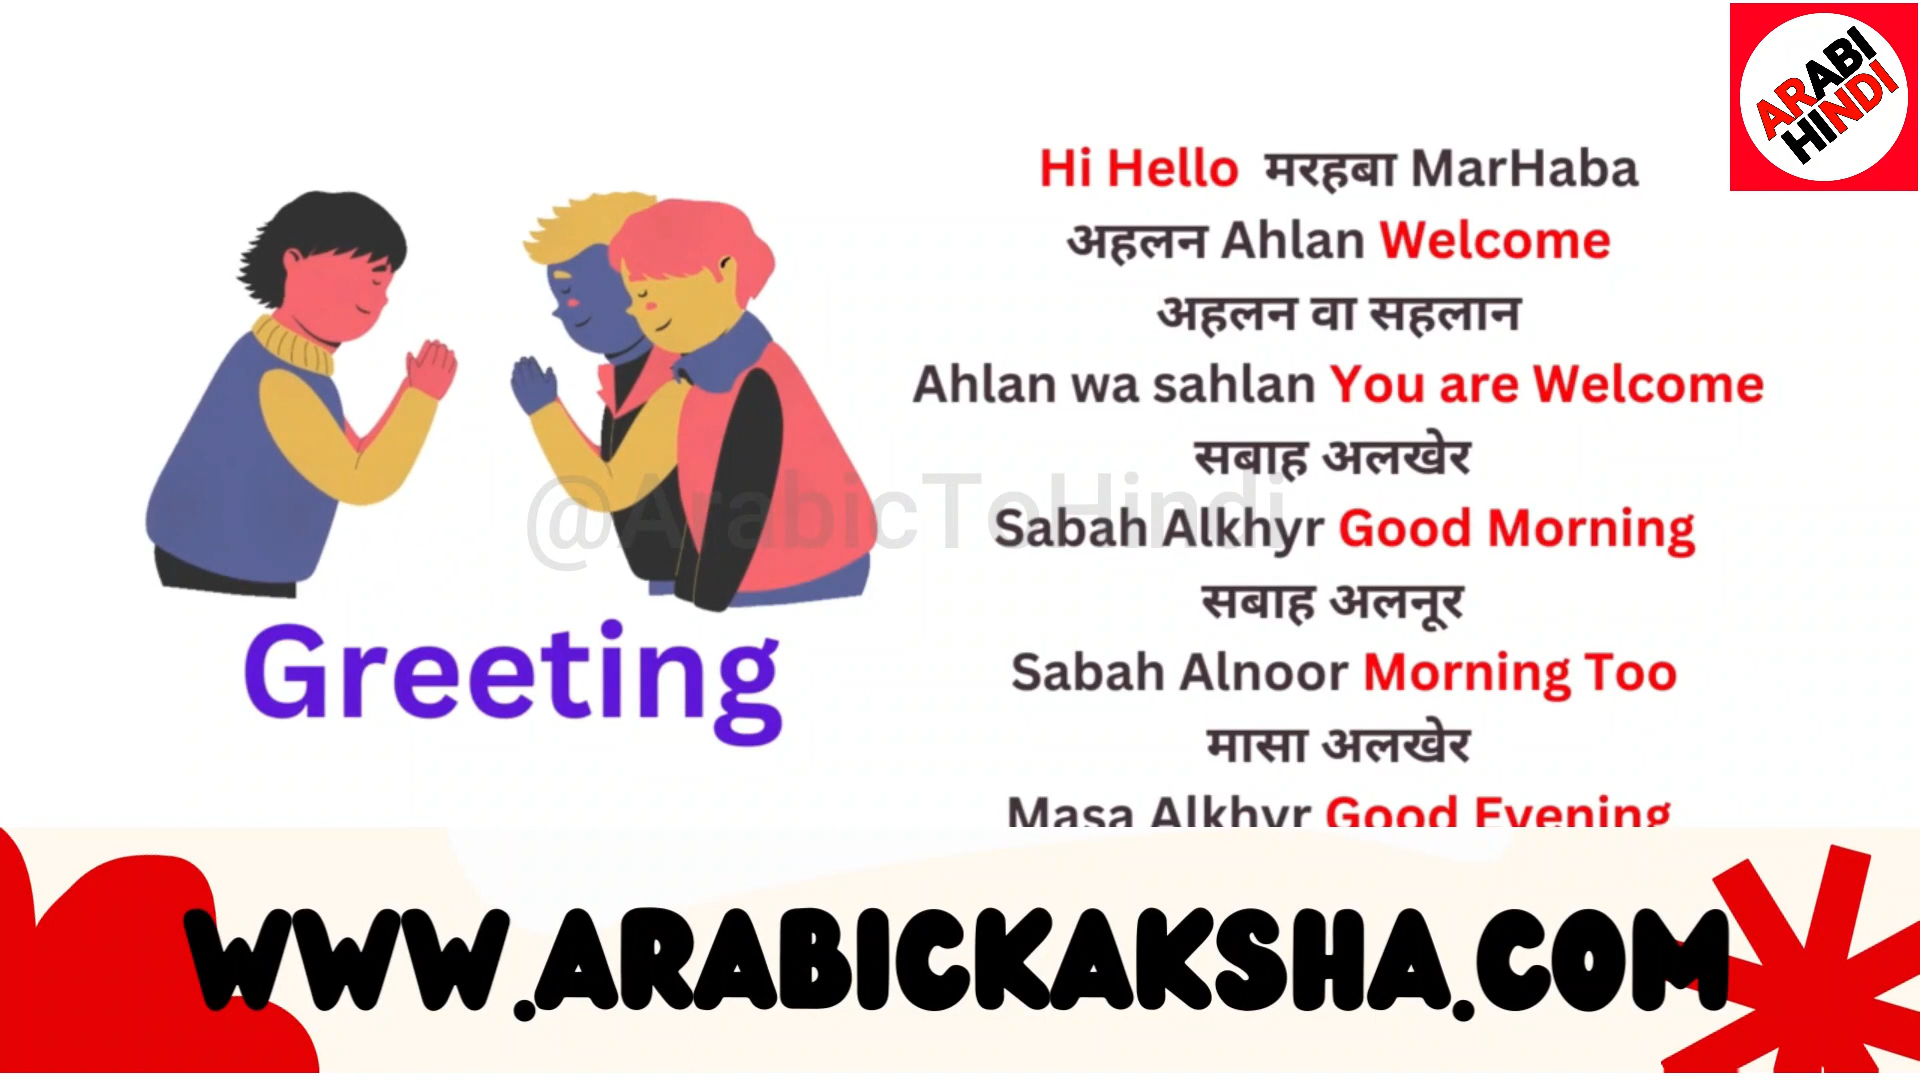 ARABI
HINDI
Hi Hello मरहबा MarHaba
अहलन Ahlan Welcome
अहलन वा सहलान
Ahlan wa sahlan You are Welcome
सबाह अलखेर
@ArabicToHindi
Sabah Alkhyr Good Morning
सबाह अलनूर
Sabah Alnoor Morning Too
मासा अलखेर
Masa Alkhyr Good Evening
Greeting
WWW.ARABICKAKSHA.COM